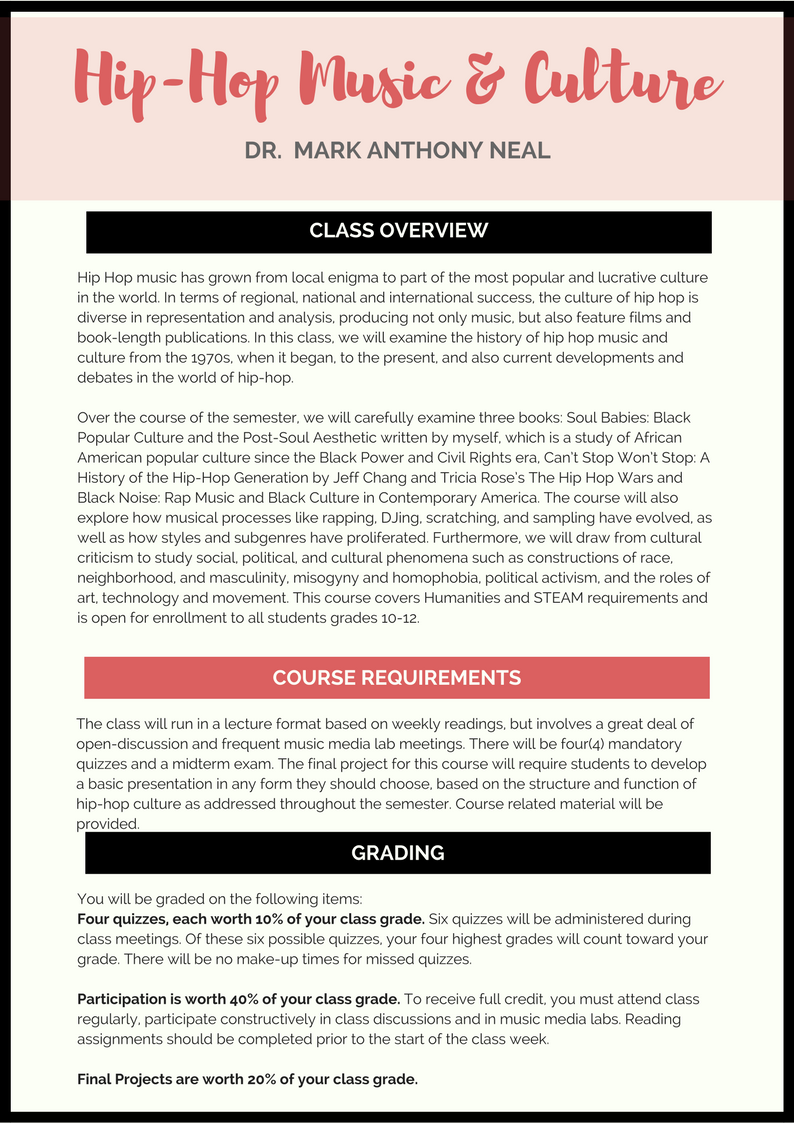 Hip-Hop Music & Culture
DR. MARK ANTHONY NEAL
CLASS OVERVIEW
Hip Hop music has grown from local enigma to part of the most popular and lucrative culture
in the world. In terms of regional, national and international success, the culture of hip hop is
diverse in representation and analysis, producing not only music, but also feature films and
book-length publications. In this class, we will examine the history of hip hop music and
culture from the 1970s, when it began, to the present, and also current developments and
debates in the world of hip-hop.
Over the course of the semester, we will carefully examine three books: Soul Babies: Black
Popular Culture and the Post-Soul Aesthetic written by myself, which is a study of African
American popular culture since the Black Power and Civil Rights era, Can't Stop Won't Stop: A
History of the Hip-Hop Generation by Jeff Chang and Tricia Rose's The Hip Hop Wars and
Black Noise: Rap Music and Black Culture in Contemporary America. The course will also
explore how musical processes like rapping, DJing, scratching, and sampling have evolved, as
well as how styles and subgenres have proliferated. Furthermore, we will draw from cultural
criticism to study social, political, and cultural phenomena such as constructions of race,
neighborhood, and masculinity, misogyny and homophobia, political activism, and the roles of
art, technology and movement. This course covers Humanities and STEAM requirements and
is open for enrollment to all students grades 10-12.
COURSE REQUIREMENTS
The class will run in a lecture format based on weekly readings, but involves a great deal of
open-discussion and frequent music media lab meetings. There will be four(4) mandatory
quizzes and a midterm exam. The final project for this course will require students to develop
a basic presentation in any form they should choose, based on the structure and function of
hip-hop culture as addressed throughout the semester. Course related material will be
provided.
GRADING
You will be graded on the following items:
Four quizzes, each worth 10% of your class grade. Six quizzes will be administered during
class meetings. Of these six possible quizzes, your four highest grades will count toward your
grade. There will be no make-up times for missed quizzes.
Participation is worth 40% of your class grade. To receive full credit, you must attend class
regularly, participate constructively in class discussions and in music media labs. Reading
assignments should be completed prior to the start of the class week.
Final Projects are worth 20% of your class grade.